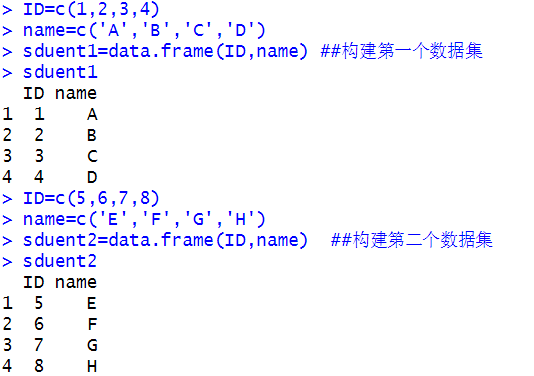 > ID=c(1,2,3,4)
> name=c('A','B','C','D')
> sduent1=data.frame(ID,name) ##构建第一个数据集
> sduent1
  ID name
1  1    A
2  2    B
3  3    C
4  4    D
> ID=c(5,6,7,8)
> name=c('E','F','G','H')
> sduent2=data.frame(ID,name)  ##构建第二个数据集
> sduent2
  ID name
1  5    E
2  6    F
3  7    G
4  8    H